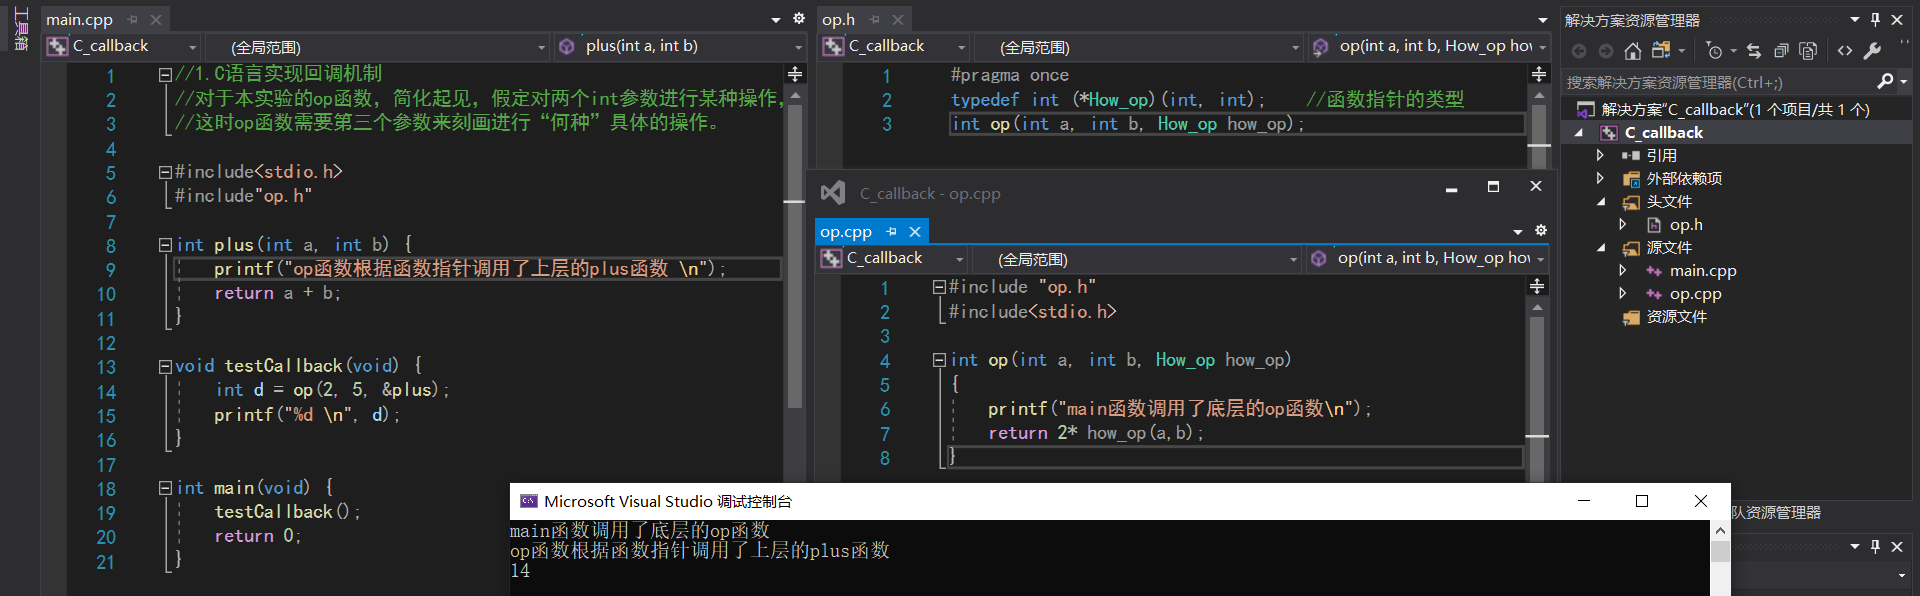 工具箱
main.cpp
C_callback
(全局范围)
plus(int a, int b)
1 //1.C语言实现回调机制
2 //对于本实验的op函数，简化起见，假定对两个int参数进行某种操作，
3 //这时op函数需要第三个参数来刻画进行“何种”具体的操作。
4
5 #include<stdio.h>
6 #include"op.h"
7
8 int plus(int a, int b) {
9 printf("op函数根据函数指针调用了上层的plus函数 \n");
10 return a + b;
11 }
12
13 void testCallback(void) {
14 int d = op(2, 5, &plus);
15 printf("%d \n", d);
16 }
17
18 int main(void) {
19 testCallback();
20 return 0;
21 }
op.h
C_callback
(全局范围)
op(int a, int b, How_op hov
1 #pragma once
2 typedef int (*How_op)(int, int); //函数指针的类型
3 int op(int a, int b, How_op how_op);
C_callback - op.cpp
op.cpp
C_callback
(全局范围)
op(int a, int b, How_op hov
1 #include "op.h"
2 #include<stdio.h>
3
4 int op(int a, int b, How_op how_op)
5 {
6 printf("main函数调用了底层的op函数\n");
7 return 2* how_op(a,b);
8 }
Microsoft Visual Studio 调试控制台
main函数调用了底层的op函数
op函数根据函数指针调用了上层的plus函数
14
解决方案资源管理器
搜索解决方案资源管理器(Ctrl+;)
解决方案"C_callback"(1 个项目/共 1 个)
C_callback
引用
外部依赖项
头文件
op.h
源文件
main.cpp
op.cpp
资源文件
队资源管理器